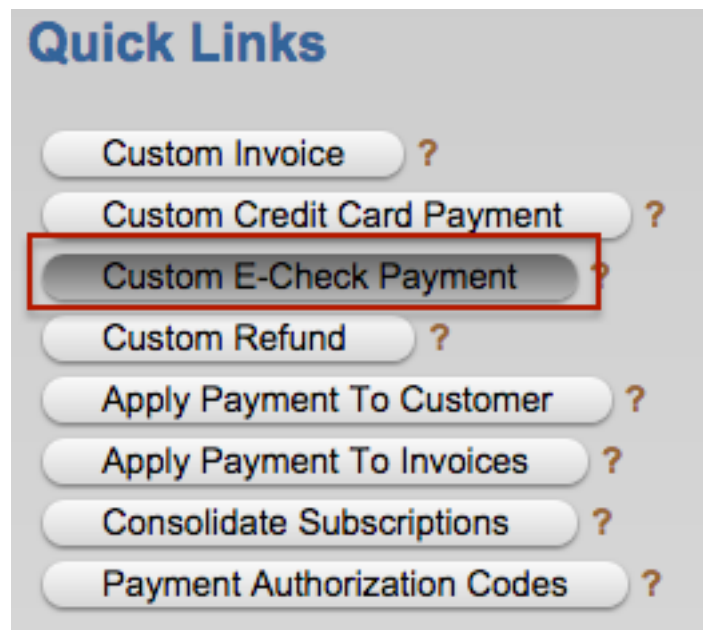 Quick Links
Custom Invoice ?
Custom Credit Card Payment ?
Custom E-Check Payment ?
Custom Refund ?
Apply Payment To Customer ?
Apply Payment To Invoices ?
Consolidate Subscriptions ?
Payment Authorization Codes ?